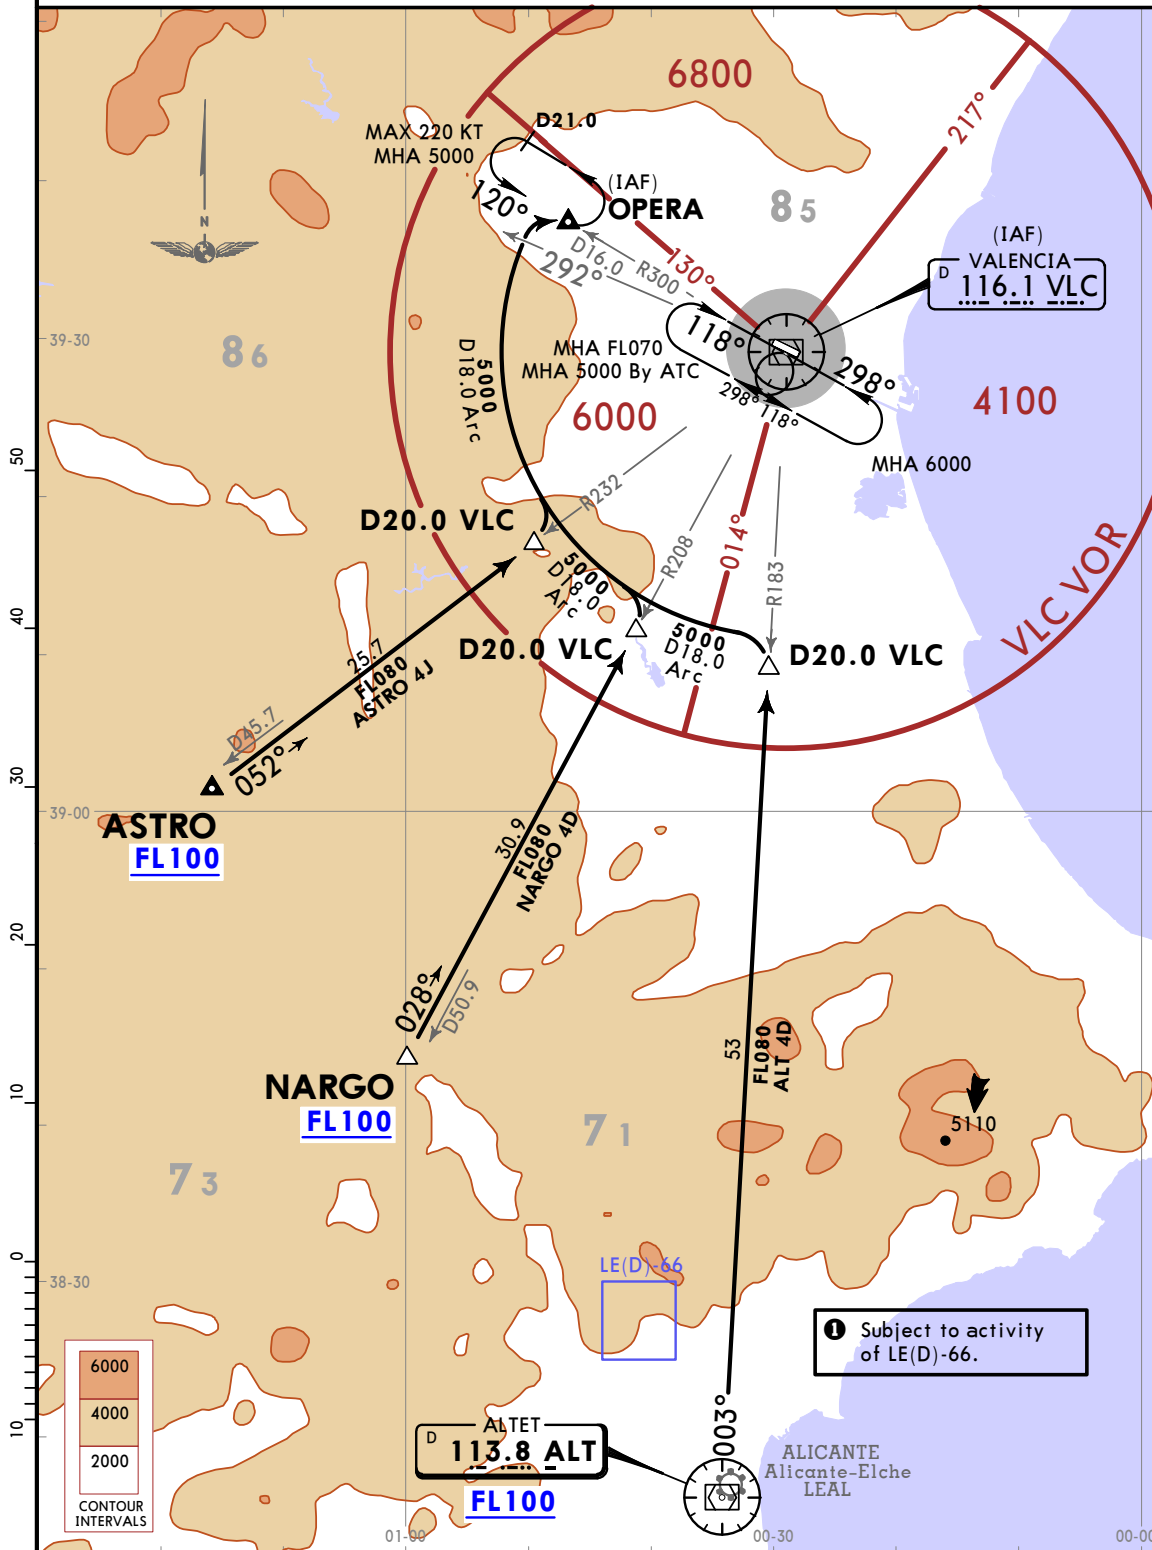 6800
217°
D21.0
MAX 220 KT
MHA 5000
120°
(IAF)
OPERA
85
(IAF)
VALENCIA
D 116.1 VLC
N
D16.0 R300
292°
130°
39-30
86
118°
MHA FL070
MHA 5000 By ATC
298°
298° 118°
5000
D18.0 Arc
6000
4100
MHA 6000
50
R232
D20.0 VLC
014°
R208
R183
VLC VOR
5000
D18.0
Arc
40
D20.0 VLC
5000
D18.0
Arc
D20.0 VLC
25.7
FL080
ASTRO 4J
D45.7
052°
30
39-00
ASTRO
FL100
30.9
FL080
NARGO 4D
20
028°
D50.9
NARGO
FL100
53
FL080
ALT 4D
10
71
5110
73
0
38-30
LE(D)-66
1 Subject to activity
of LE(D)-66.
6000
4000
2000
CONTOUR
INTERVALS
10
003°
ALTET
D 113.8 ALT
FL100
ALICANTE
Alicante-Elche
LEAL
01-00
00-30
00-00